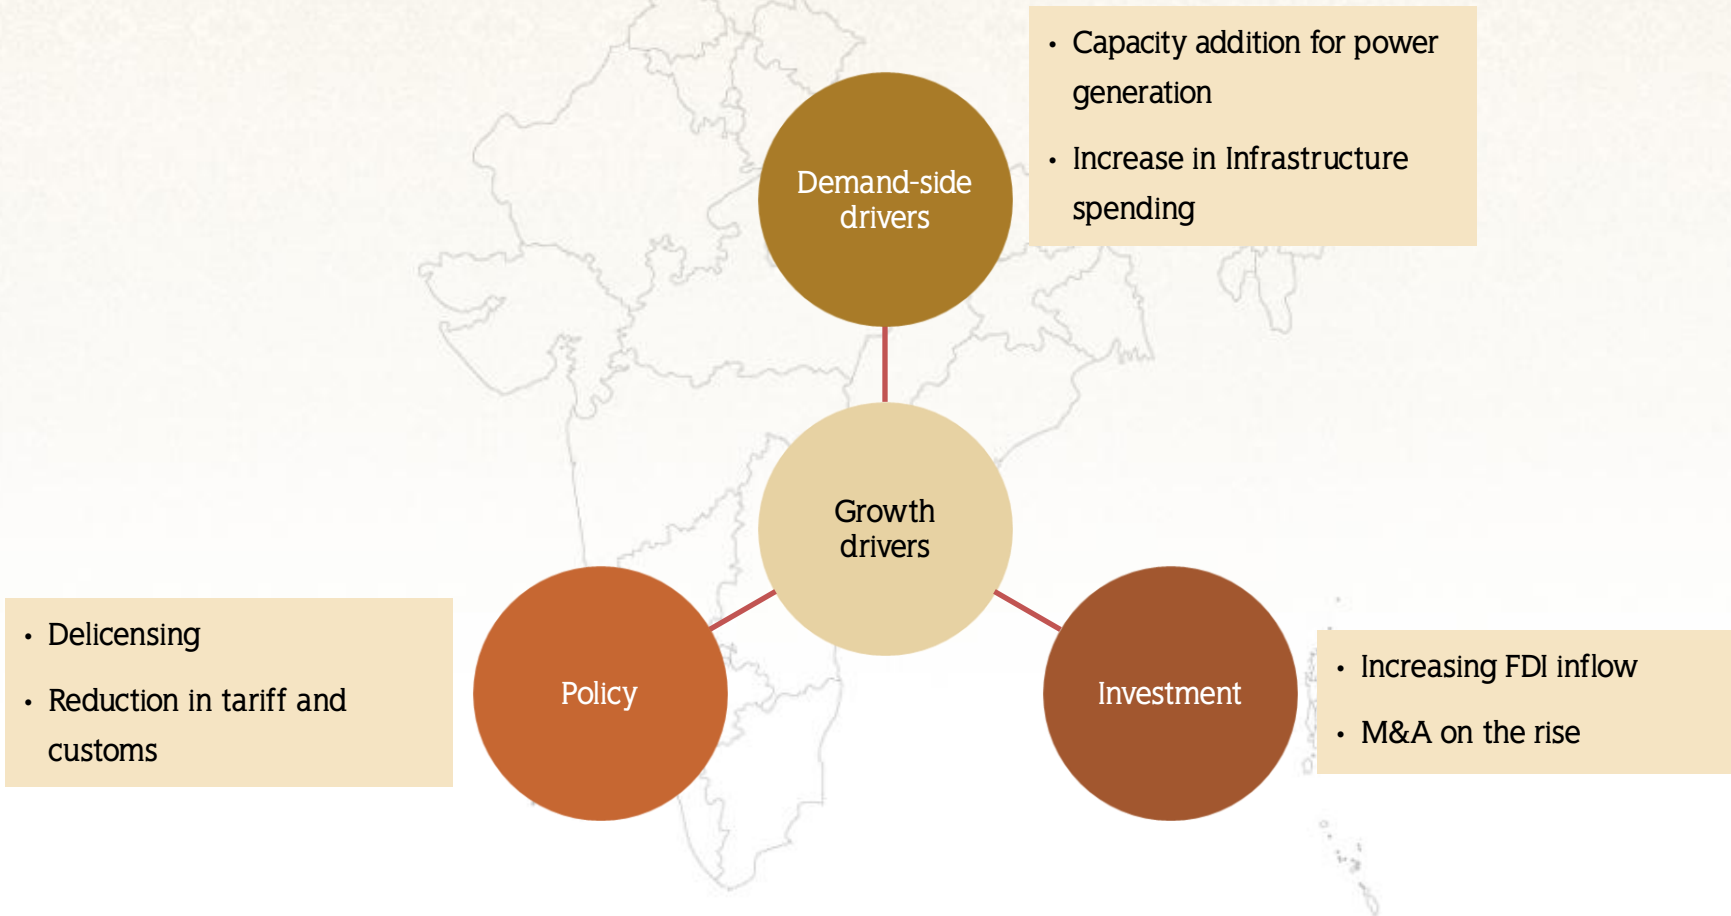 • Capacity addition for power
generation
• Increase in Infrastructure
spending
Demand-side
drivers
Growth
drivers
• Delicensing
• Reduction in tariff and
customs
Policy
Investment
• Increasing FDI inflow
• M&A on the rise